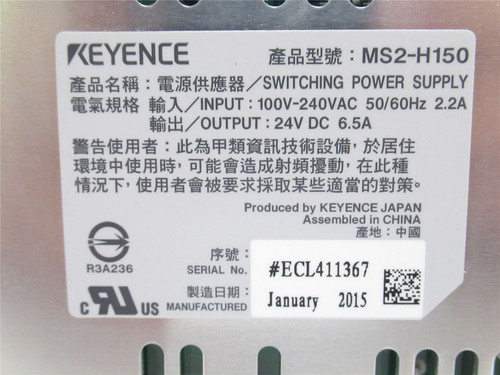 KEYENCE 產品型號：MS2-H150
產品名稱：電源供應器／SWITCHING POWER SUPPLY
電氣規格 輸入／INPUT：100V-240VAC 50/60Hz 2.2A
輸出／OUTPUT：24V DC 6.5A
警告使用者：此為甲類資訊技術設備，於居住
環境中使用時，可能會造成射頻擾動，在此種
情況下，使用者會被要求採取某些適當的對策。
Produced by KEYENCE JAPAN
Assembled in CHINA
產地：中國
R3A236
序號：
SERIAL No.
#ECL411367
製造日期：
MANUFACTURED
January 2015
c RU US